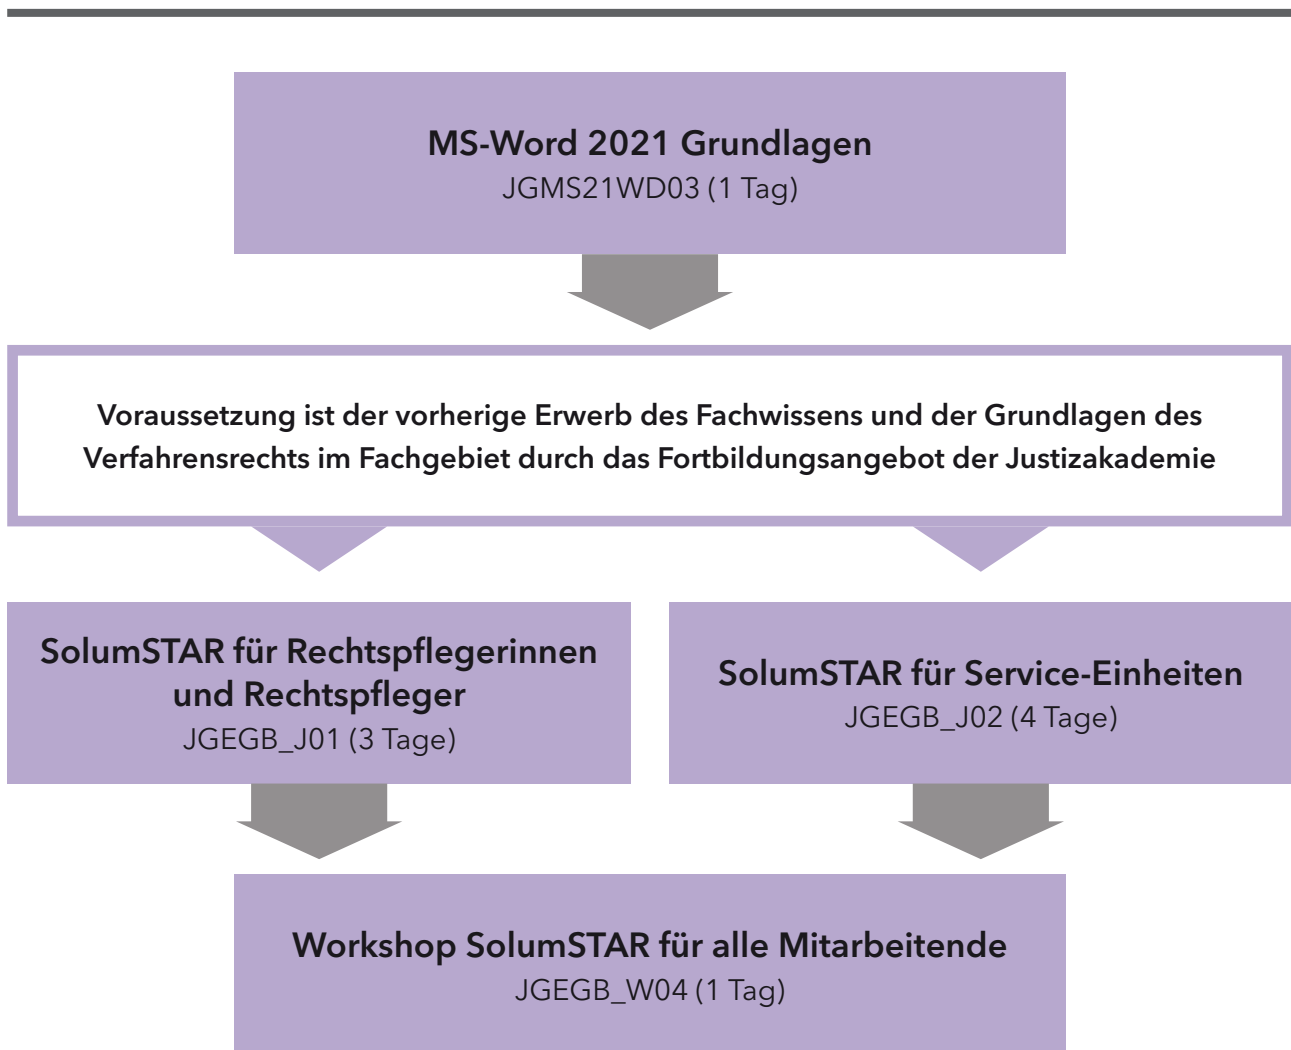 MS-Word 2021 Grundlagen
JGMS21WD03 (1 Tag)
Voraussetzung ist der vorherige Erwerb des Fachwissens und der Grundlagen des
Verfahrensrechts im Fachgebiet durch das Fortbildungsangebot der Justizakademie
SolumSTAR für Rechtspflegerinnen
und Rechtspfleger
JGEGB_J01 (3 Tage)
SolumSTAR für Service-Einheiten
JGEGB_J02 (4 Tage)
Workshop SolumSTAR für alle Mitarbeitende
JGEGB_W04 (1 Tag)